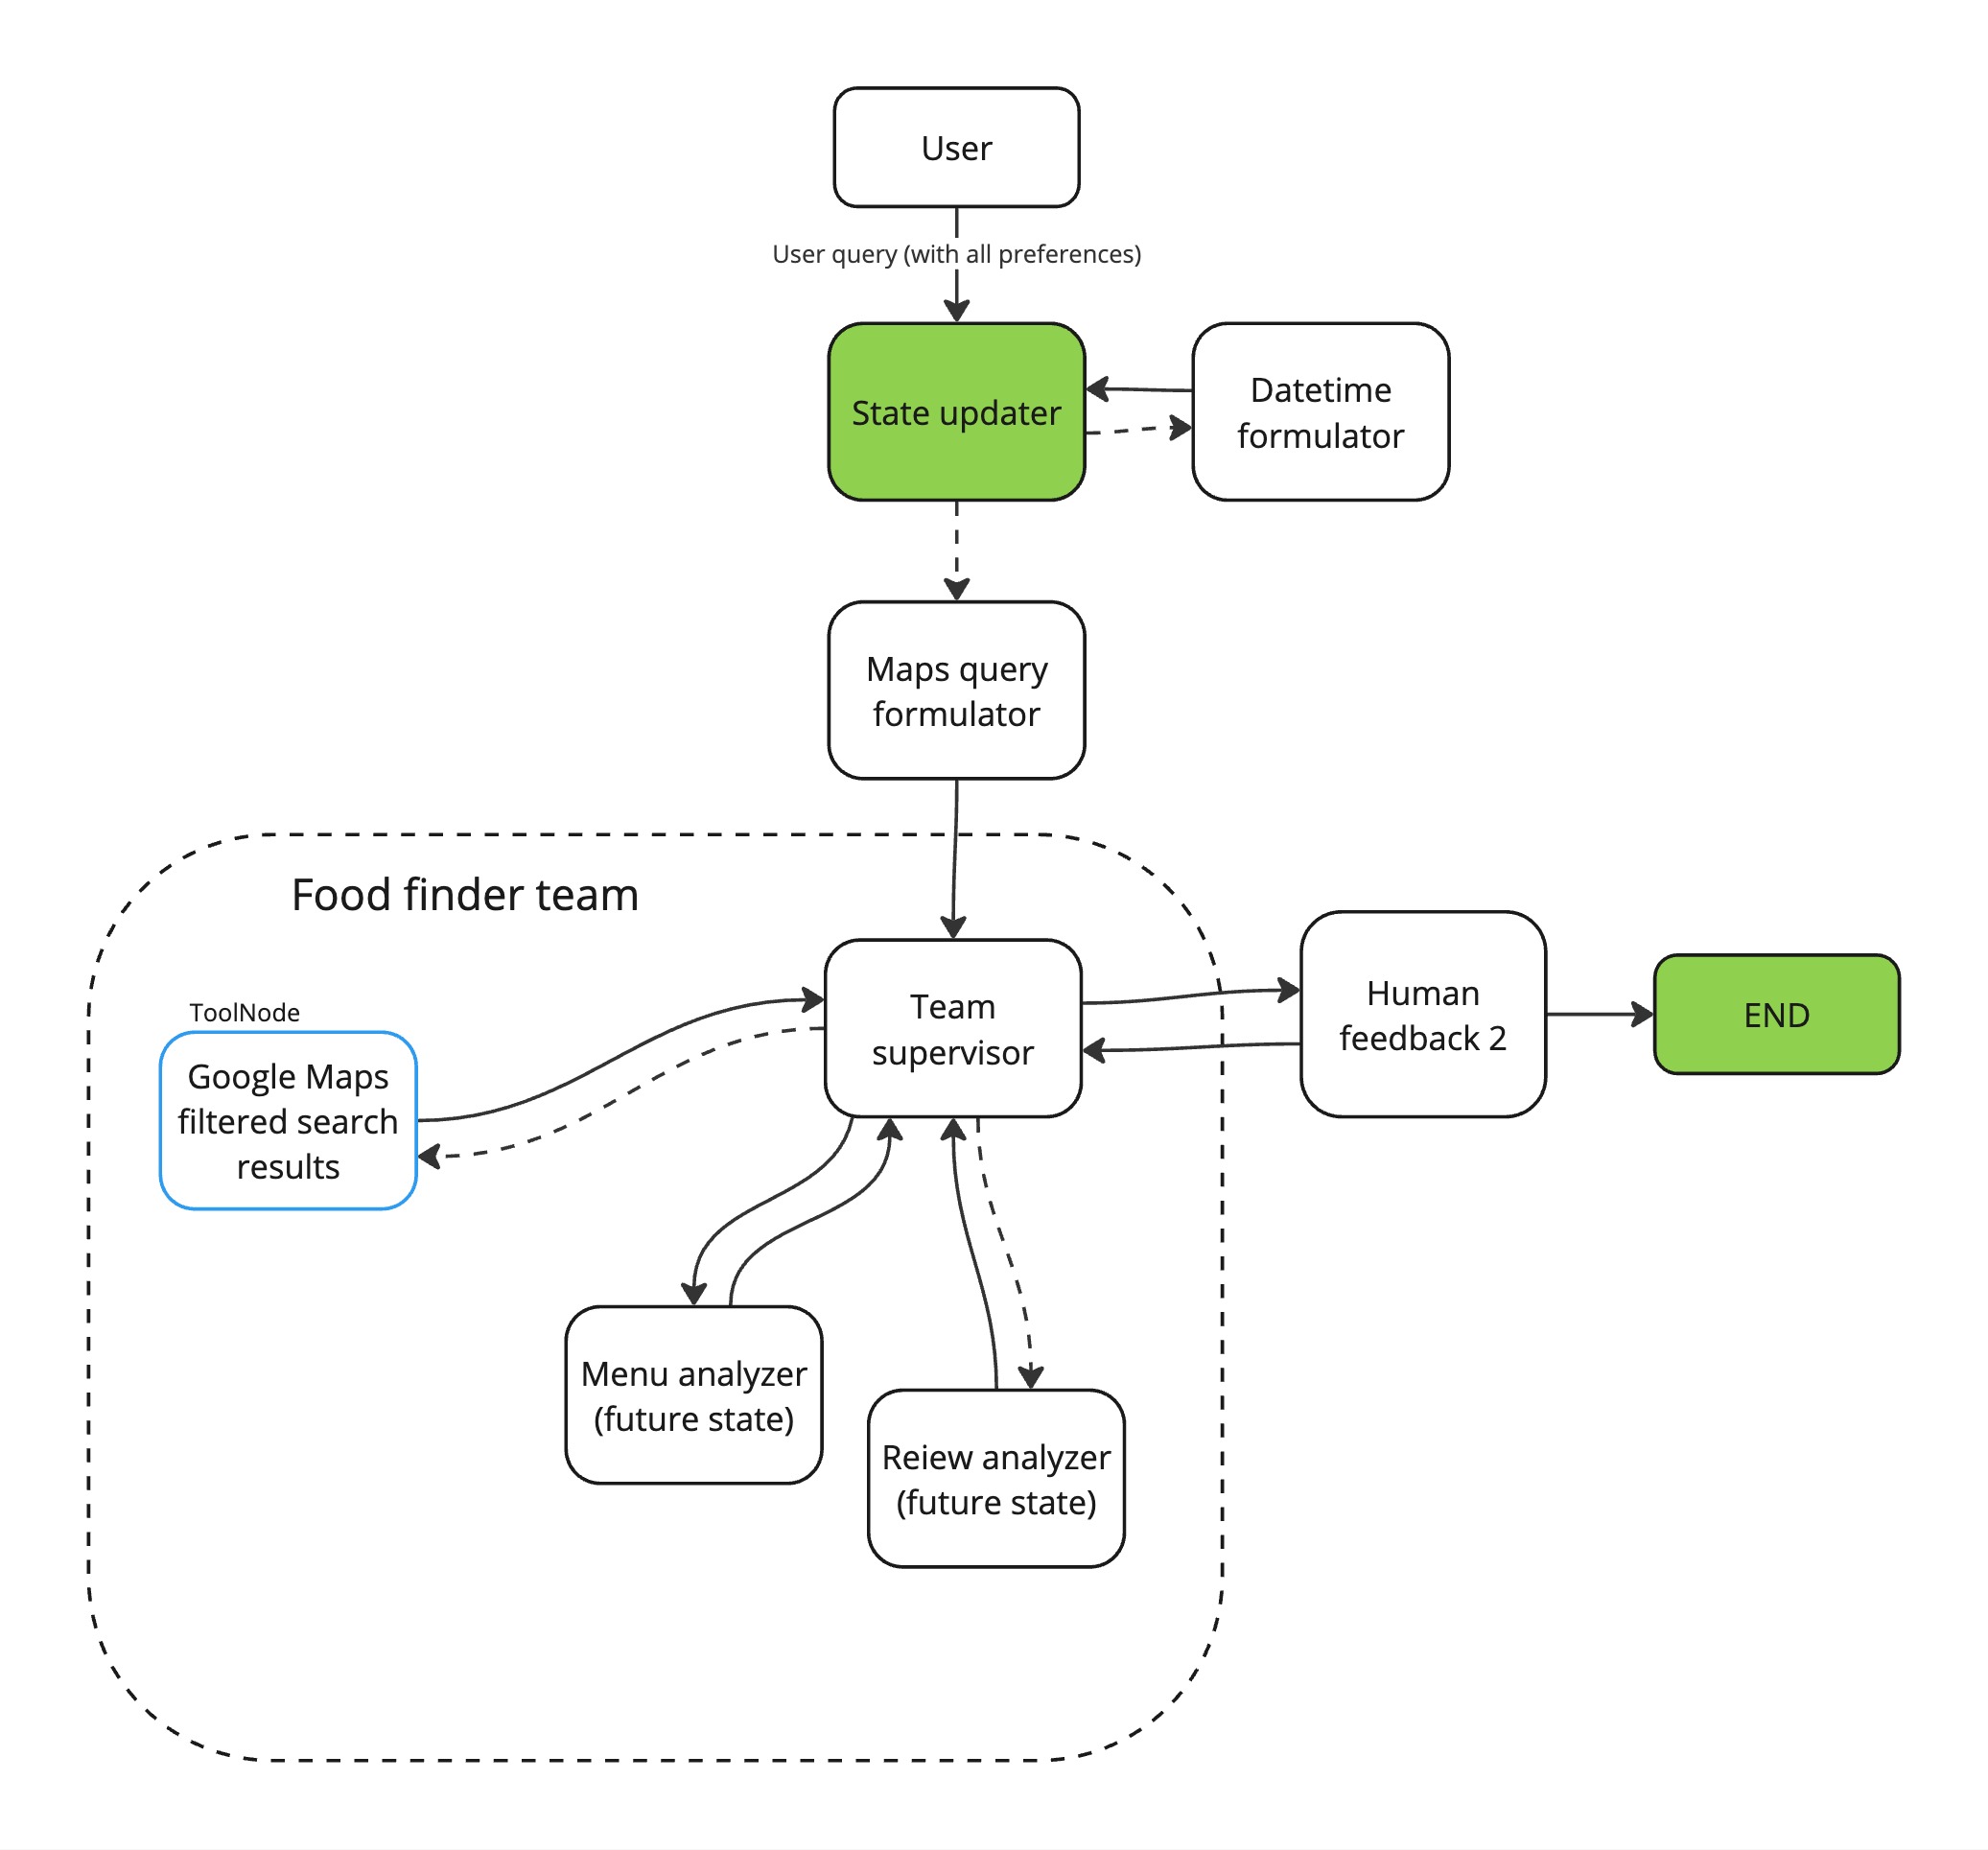 User
User query (with all preferences)
State updater
Datetime
formulator
Maps query
formulator
Food finder team
ToolNode
Google Maps
filtered search
results
Team
supervisor
Human
feedback 2
END
Menu analyzer
(future state)
Reiew analyzer
(future state)